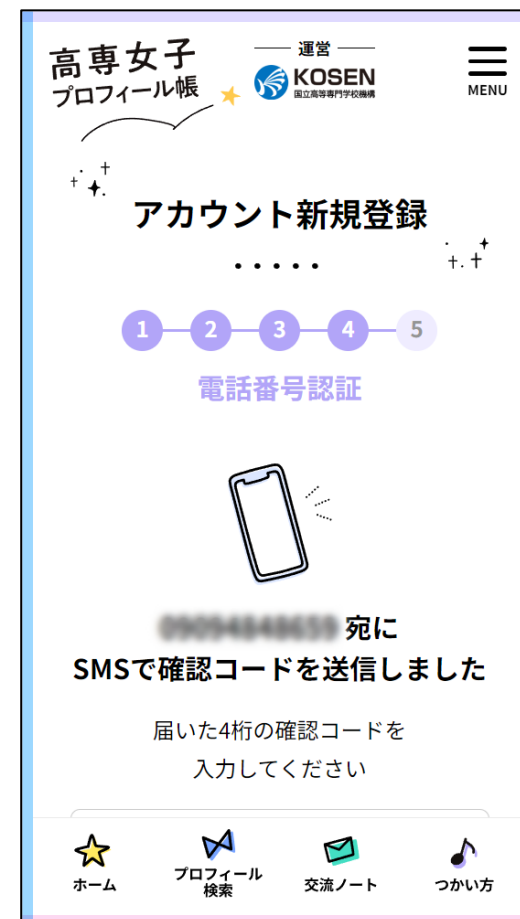 高専女子
プロフィール帳
運営
KOSEN
国立高等専門学校機構
MENU
アカウント新規登録
1 2 3 4 5
電話番号認証
宛に
SMSで確認コードを送信しました
届いた4桁の確認コードを
入力してください
ホーム
プロフィール
検索
交流ノート
つかい方